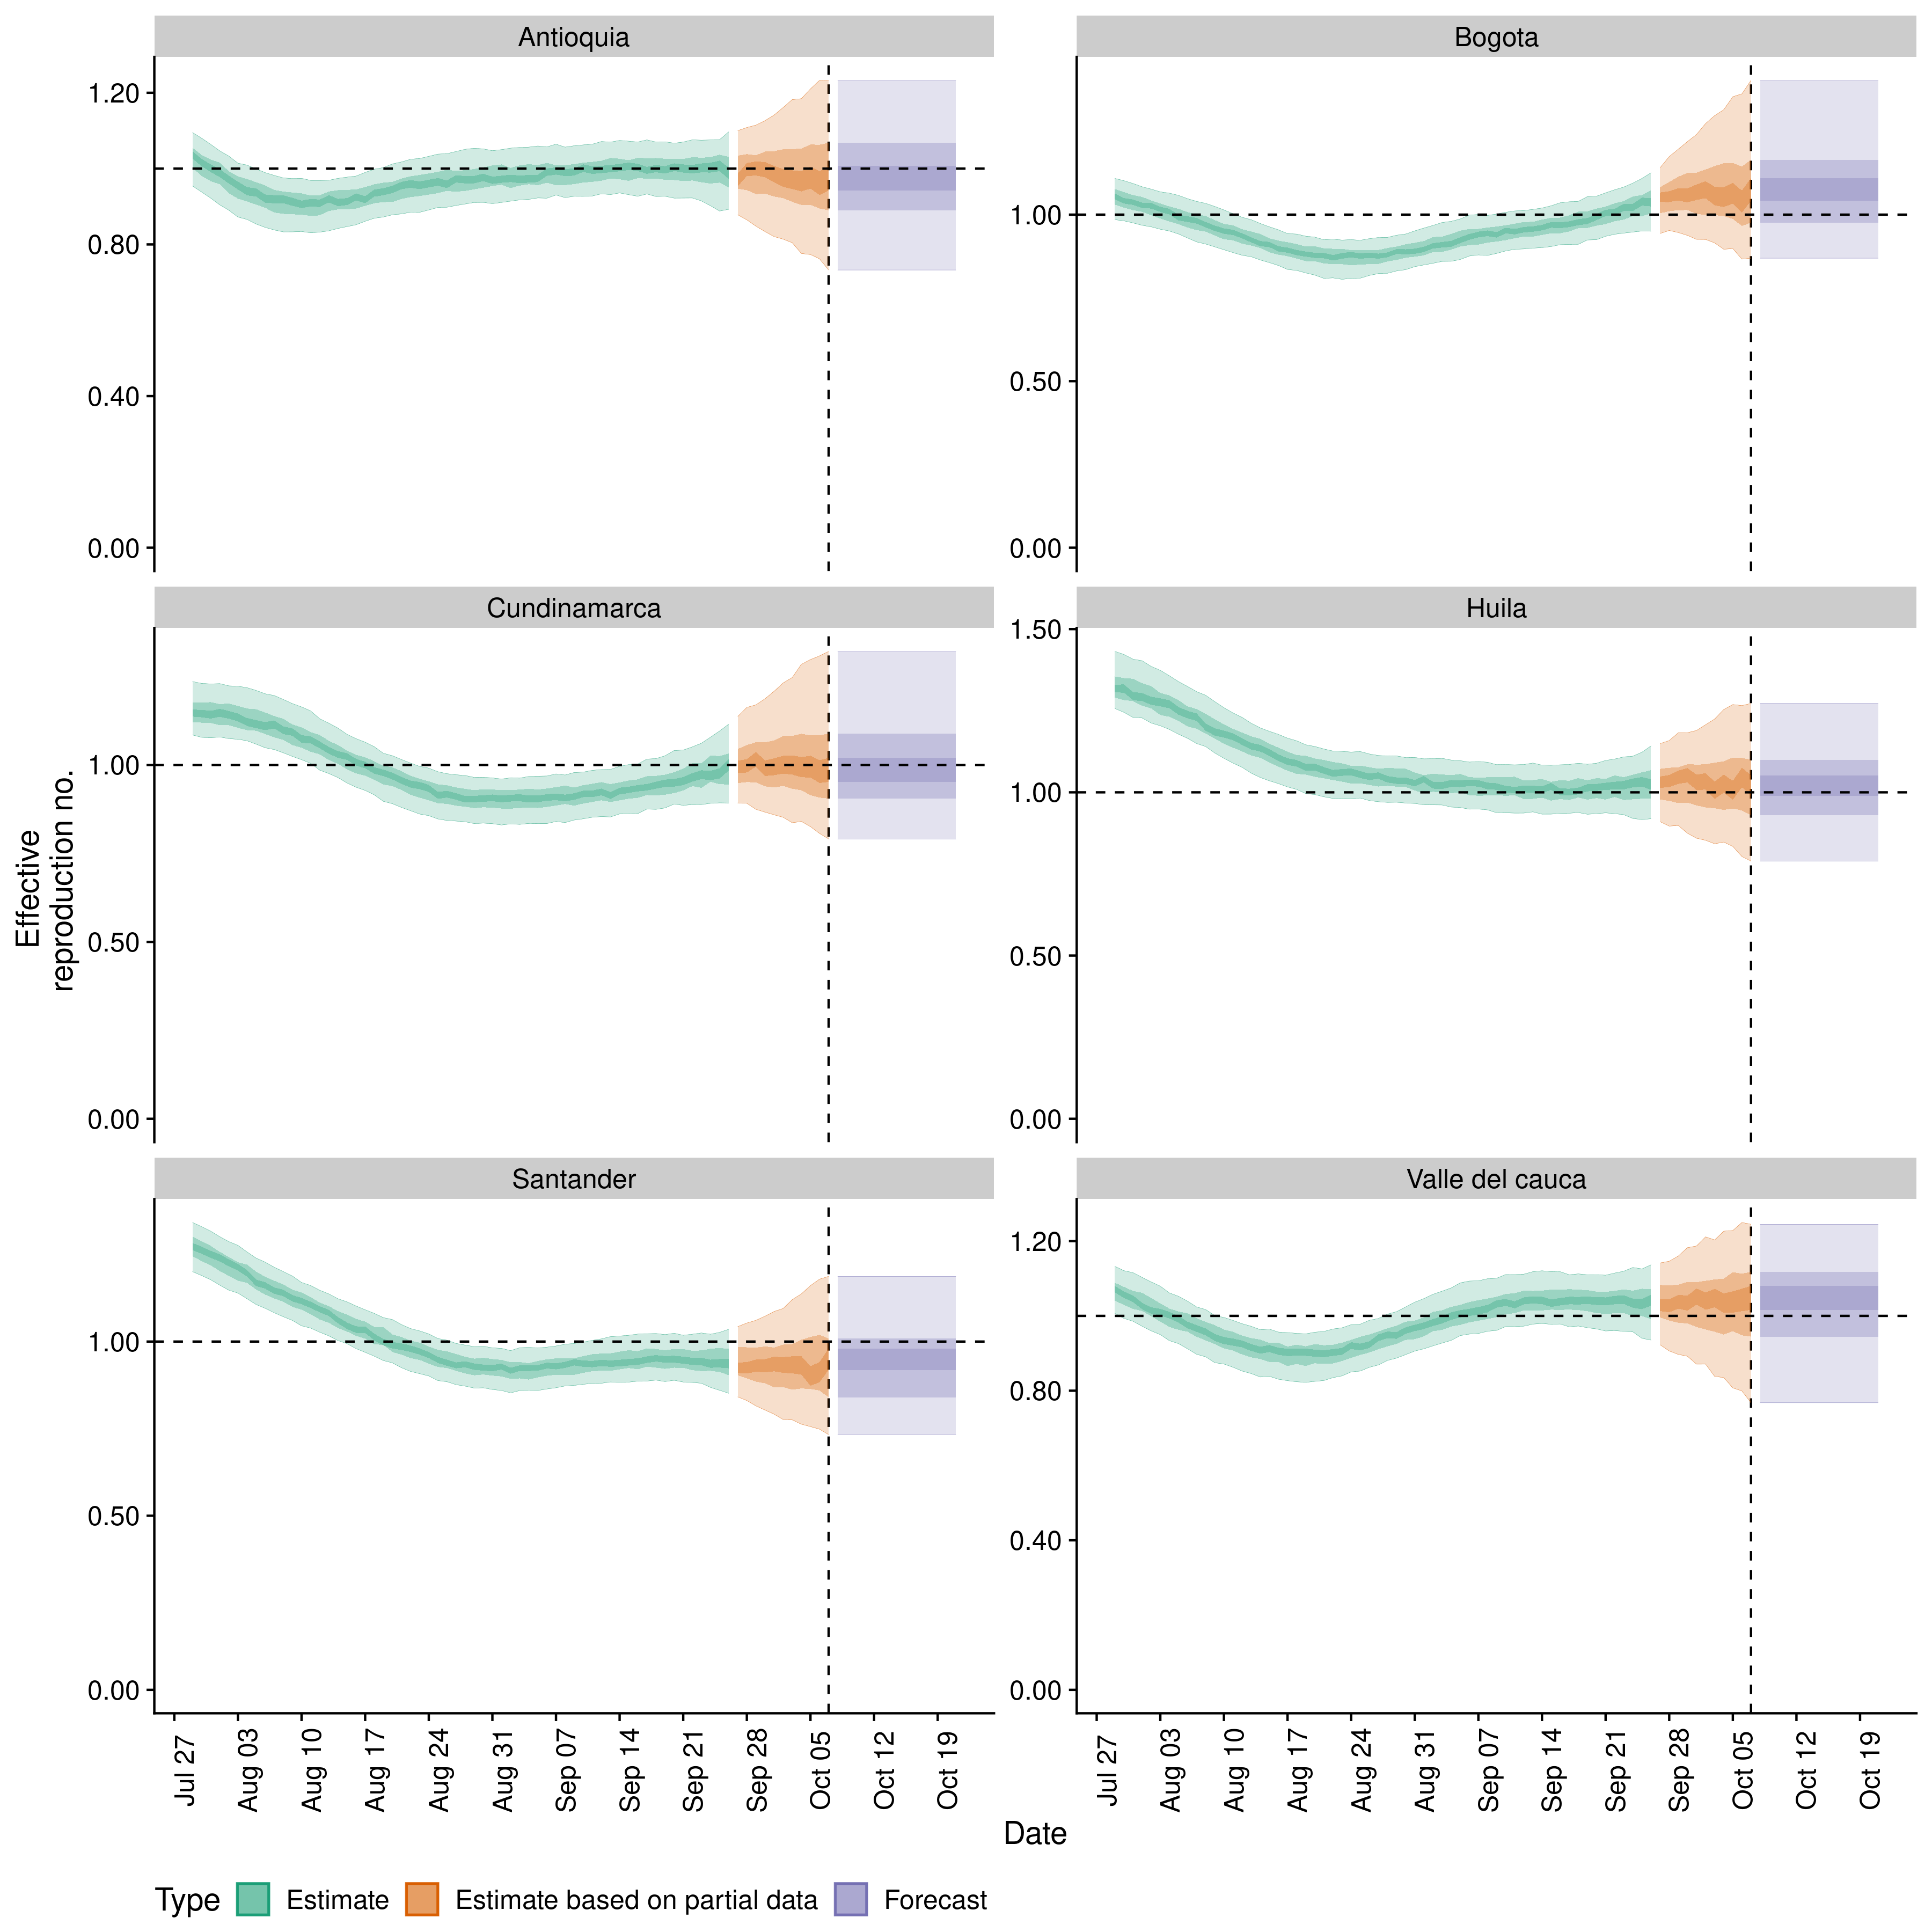 Antioquia
Bogota
1.20
0.80
0.40
0.00
1.00
0.50
0.00
Cundinamarca
Huila
1.00
0.50
0.00
1.50
1.00
0.50
0.00
Effective
reproduction no.
Santander
Valle del cauca
1.00
0.50
0.00
1.20
0.80
0.40
0.00
Jul 27
Aug 03
Aug 10
Aug 17
Aug 24
Aug 31
Sep 07
Sep 14
Sep 21
Sep 28
Oct 05
Oct 12
Oct 19
Jul 27
Aug 03
Aug 10
Aug 17
Aug 24
Aug 31
Sep 07
Sep 14
Sep 21
Sep 28
Oct 05
Oct 12
Oct 19
Date
Type Estimate Estimate based on partial data Forecast